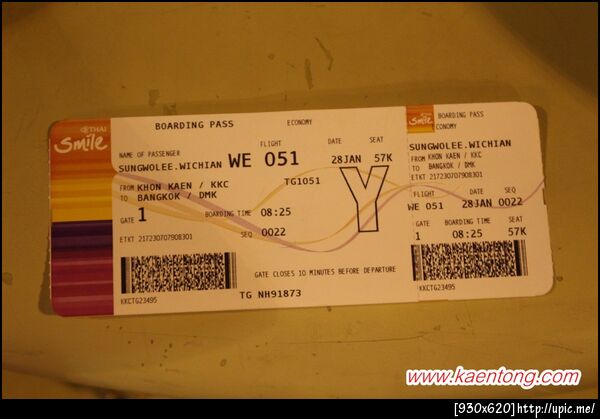 THAI
Smile
BOARDING PASS ECONOMY
NAME OF PASSENGER FLIGHT DATE SEAT
SUNGWOLEE.WICHIAN WE 051 28JAN 57K
FROM KHON KAEN / KKC TG1051
TO BANGKOK / DMK Y
GATE 1 BOARDING TIME 08:25
ETKT 217230707908301 SEQ 0022
GATE CLOSES 10 MINUTES BEFORE DEPARTURE
KKCTG23495
TG NH91873
Smile
BOARDING PASS
CONOMY
SUNGWOLEE.WICHIAN
FROM KHON KAEN / KKC
TO BANGKOK / DMK
ETKT 217230707908301
FLIGHT DATE SEQ
WE 051 28JAN 0022
GATE BOARDING TIME SEAT
1 08:25 57K
KKCTG23495
www.kaentong.com
[930x620]http://upic.me/